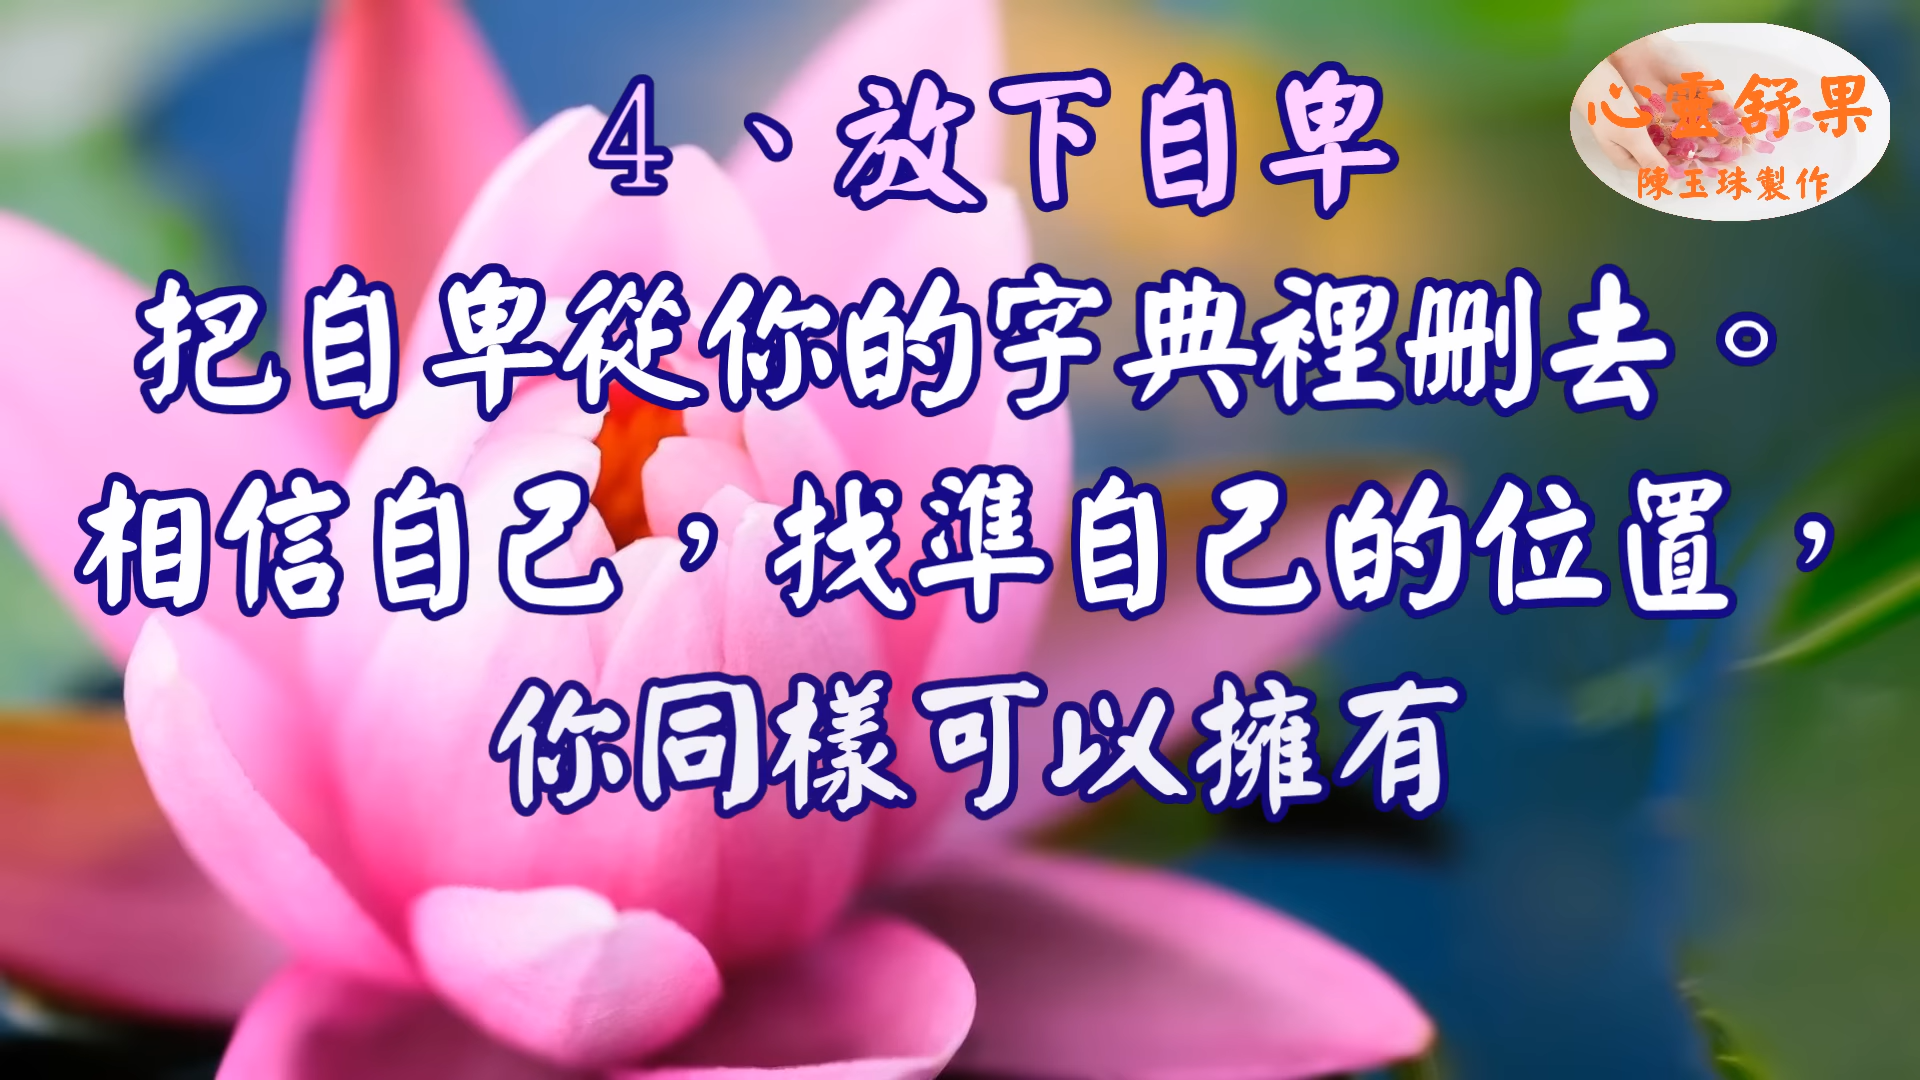 4、放下自卑
把自卑從你的字典裡刪去。
相信自己，找準自己的位置，
你同樣可以擁有
心靈舒果
陳玉珠製作